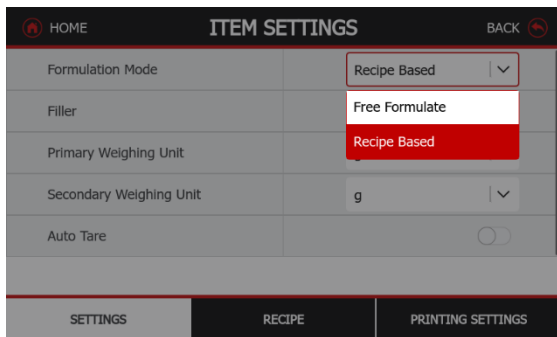 HOME
ITEM SETTINGS
BACK
Formulation Mode
Recipe Based
Filler
Free Formulate
Primary Weighing Unit
Recipe Based
Secondary Weighing Unit
g
Auto Tare
SETTINGS
RECIPE
PRINTING SETTINGS